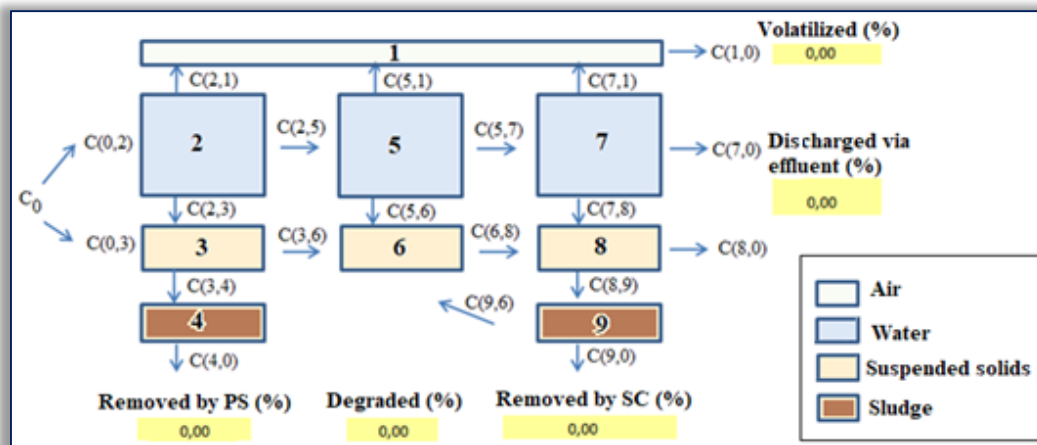 Volatilized (%)
1
C(1,0)
0,00
C(2,1)
C(5,1)
C(7,1)
C(0,2)
2
C(2,5)
5
C(5,7)
7
C(7,0)
Discharged via
effluent (%)
0,00
C0
C(2,3)
C(5,6)
C(7,8)
C(0,3)
3
C(3,6)
6
C(6,8)
8
C(8,0)
C(3,4)
C(8,9)
C(9,6)
4
9
C(4,0)
C(9,0)
Air
Water
Suspended solids
Sludge
Removed by PS (%)
Degraded (%)
Removed by SC (%)
0,00
0,00
0,00